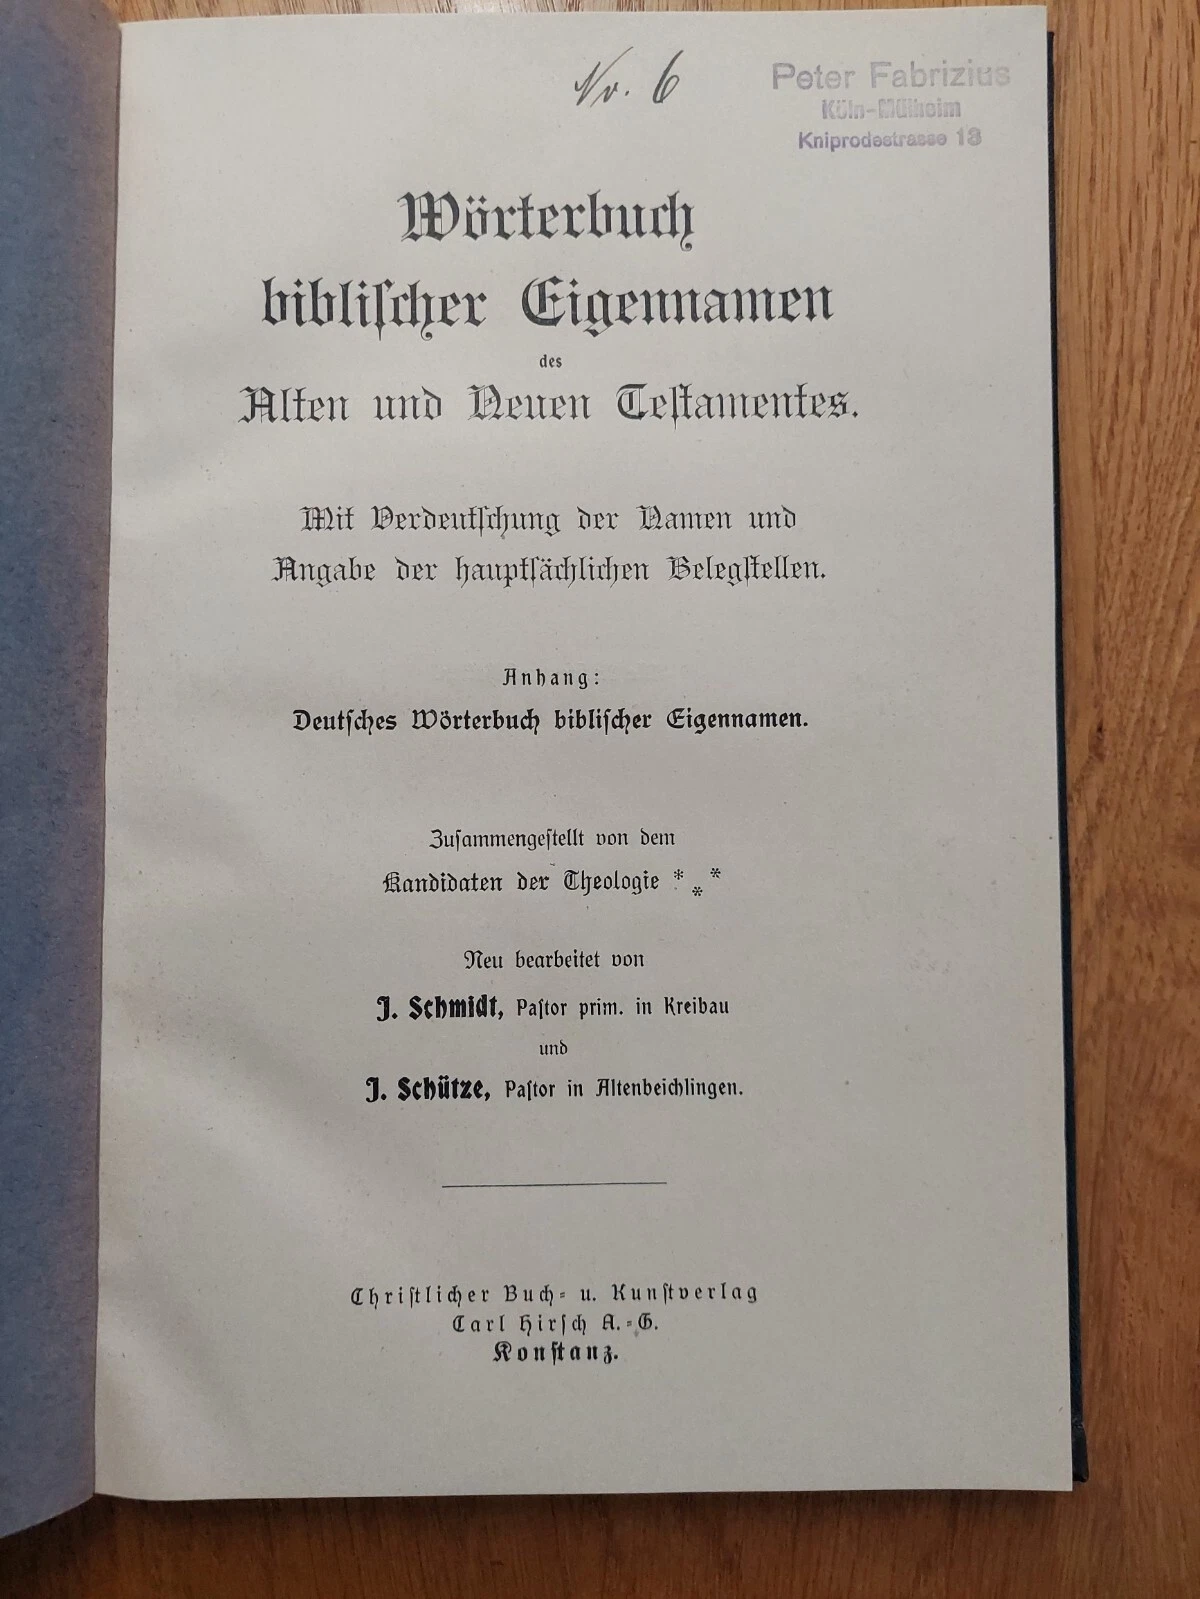 No. 6
Peter Fabrizius
Köln-Mülheim
Kniprodestrasse 13
Wörterbuch
bibliſcher Eigennamen
des
Alten und Neuen Teſtamentes.
Mit Verdeutſchung der Namen und
Angabe der hauptſächlichen Belegſtellen.
Anhang:
Deutſches Wörterbuch bibliſcher Eigennamen.
Zuſammengeſtellt von dem
Kandidaten der Theologie * * *
Neu bearbeitet von
J. Schmidt, Paſtor prim. in Kreibau
und
J. Schütze, Paſtor in Altenbeichlingen.
Chriſtlicher Buch- u. Kunſtverlag
Carl Hirſch A.-G.
Konſtanz.